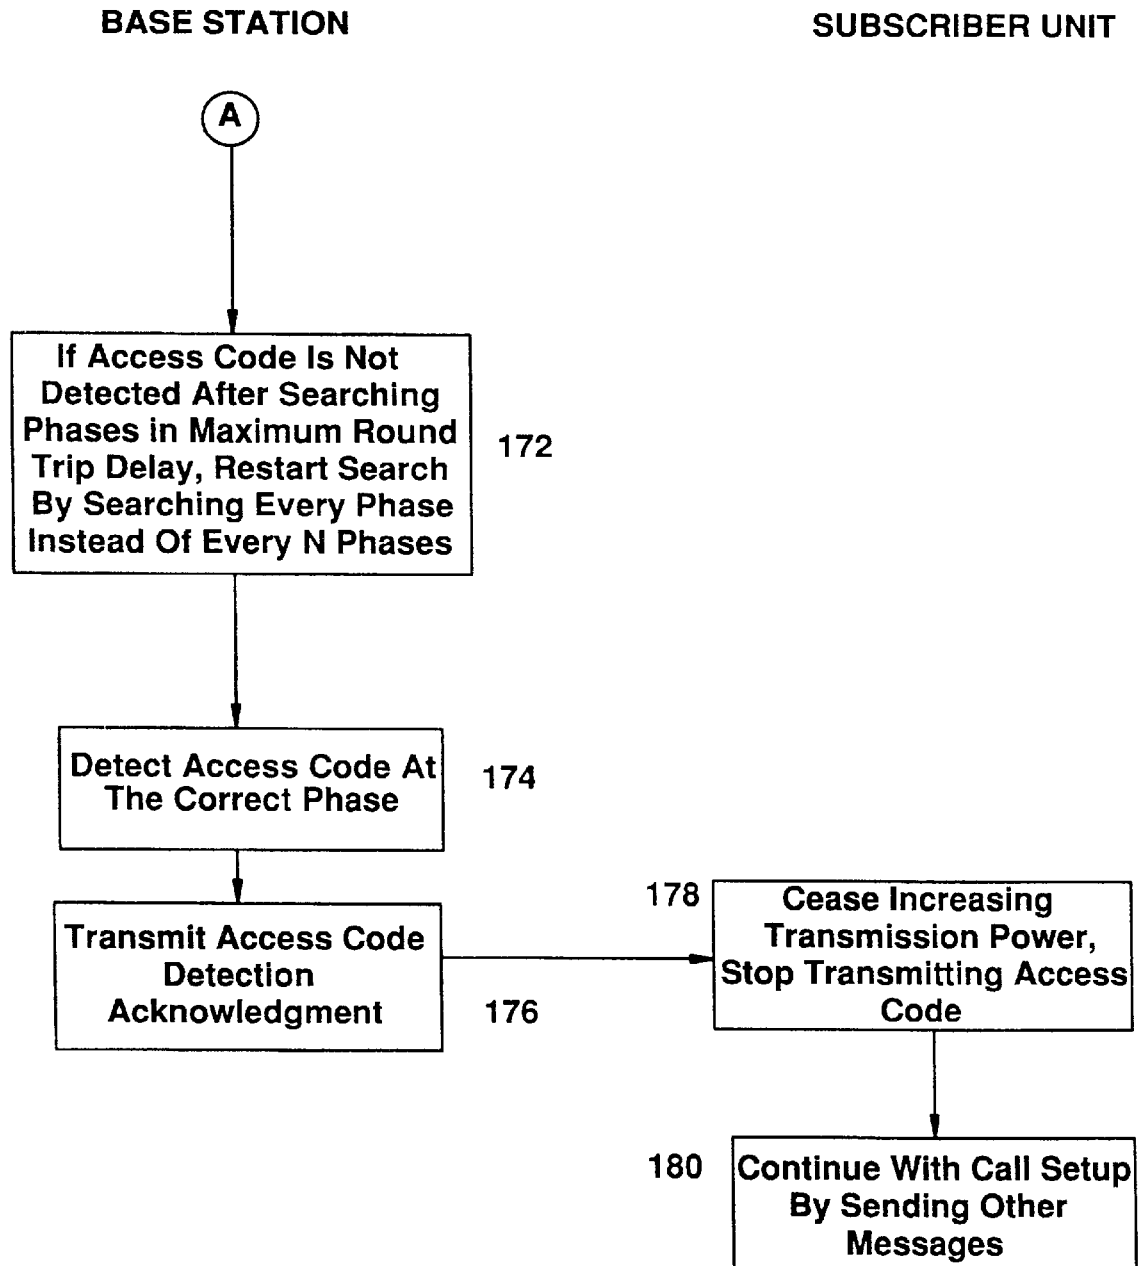 BASE STATION
SUBSCRIBER UNIT
A
If Access Code Is Not
Detected After Searching
Phases in Maximum Round
Trip Delay, Restart Search
By Searching Every Phase
Instead Of Every N Phases
172
Detect Access Code At
The Correct Phase
174
Transmit Access Code
Detection
Acknowledgment
176
178
Cease Increasing
Transmission Power,
Stop Transmitting Access
Code
180
Continue With Call Setup
By Sending Other
Messages